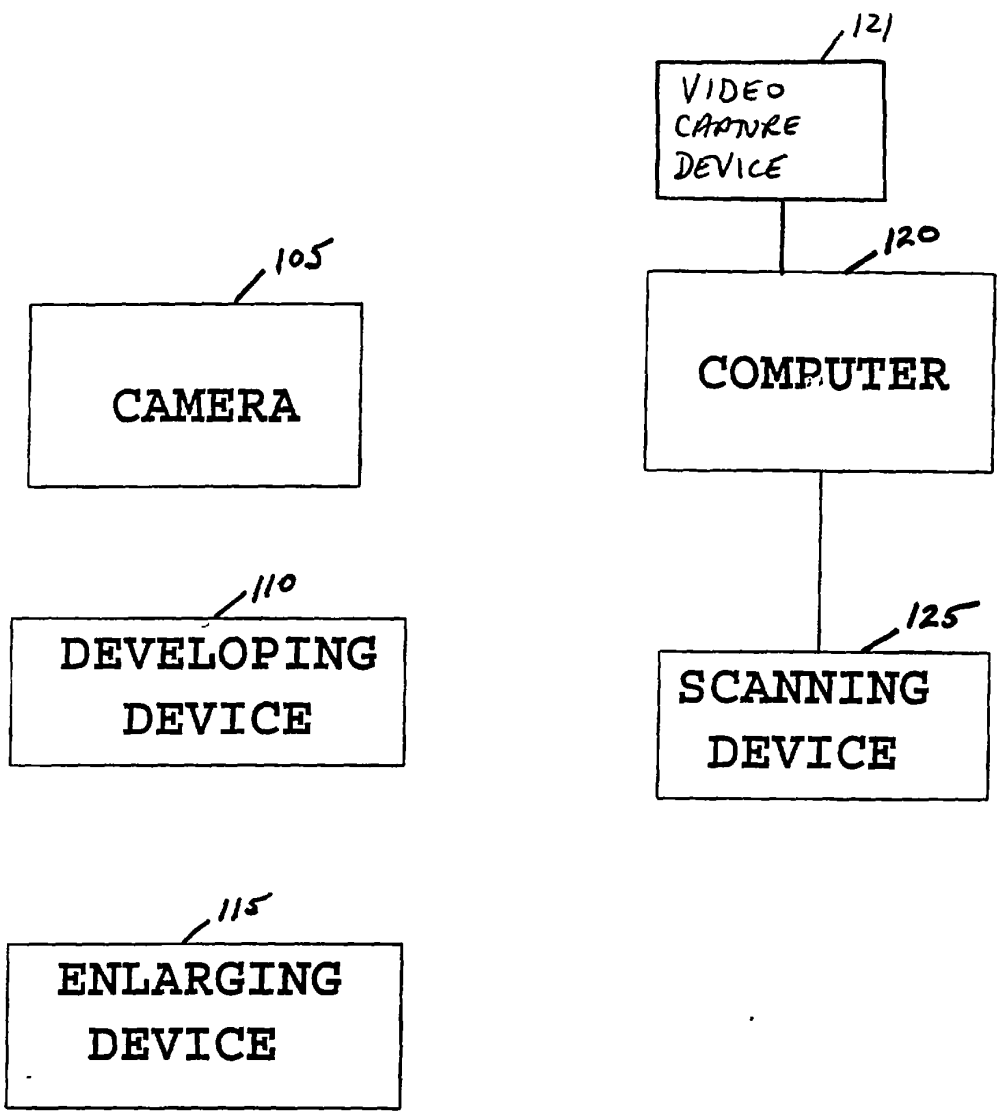 121
VIDEO
CAPTURE
DEVICE
120
COMPUTER
105
CAMERA
110
DEVELOPING
DEVICE
125
SCANNING
DEVICE
115
ENLARGING
DEVICE